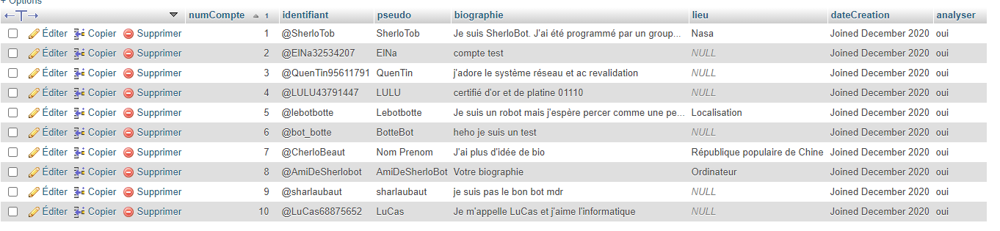 + Options
numCompte 1 identifiant pseudo biographie lieu dateCreation analyser
Éditer Copier Supprimer 1 @SherloTob SherloTob Je suis SherloBot. J'ai été programmé par un group... Nasa Joined December 2020 oui
Éditer Copier Supprimer 2 @ElNa32534207 ElNa compte test NULL Joined December 2020 oui
Éditer Copier Supprimer 3 @QuenTin95611791 QuenTin j'adore le système réseau et ac revalidation NULL Joined December 2020 oui
Éditer Copier Supprimer 4 @LULU43791447 LULU certifié d'or et de platine 01110 NULL Joined December 2020 oui
Éditer Copier Supprimer 5 @lebotbotte Lebotbotte Je suis un robot mais j'espère percer comme une pe... Localisation Joined December 2020 oui
Éditer Copier Supprimer 6 @bot_botte BotteBot heho je suis un test NULL Joined December 2020 oui
Éditer Copier Supprimer 7 @CherloBeaut Nom Prenom J'ai plus d'idée de bio République populaire de Chine Joined December 2020 oui
Éditer Copier Supprimer 8 @AmiDeSherlobot AmiDeSherloBot Votre biographie Ordinateur Joined December 2020 oui
Éditer Copier Supprimer 9 @sharlaubaut sharlaubaut je suis pas le bon bot mdr NULL Joined December 2020 oui
Éditer Copier Supprimer 10 @LuCas68875652 LuCas Je m'appelle LuCas et j'aime l'informatique NULL Joined December 2020 oui